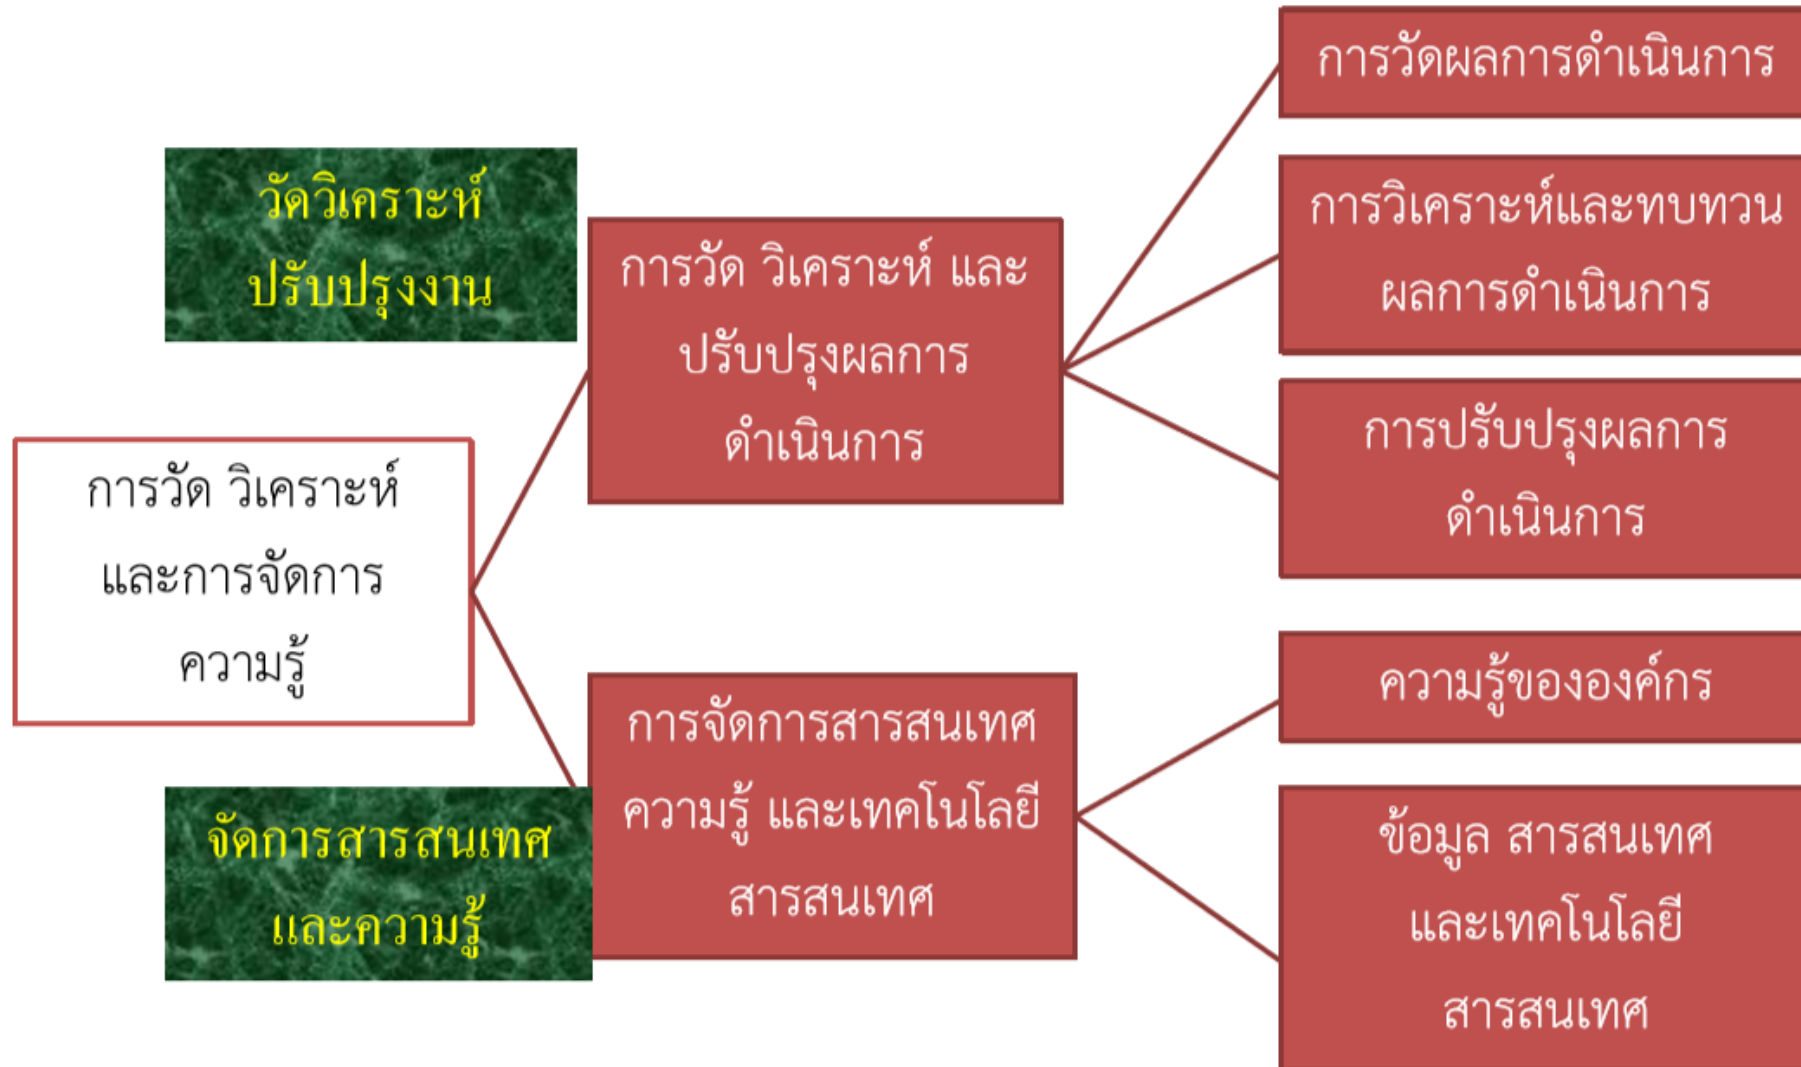 การวัด วิเคราะห์
และการจัดการ
ความรู้
วัดวิเคราะห์
ปรับปรุงงาน
การวัด วิเคราะห์ และ
ปรับปรุงผลการ
ดำเนินการ
การวัดผลการดำเนินการ
การวิเคราะห์และทบทวน
ผลการดำเนินการ
การปรับปรุงผลการ
ดำเนินการ
จัดการสารสนเทศ
และความรู้
การจัดการสารสนเทศ
ความรู้ และเทคโนโลยี
สารสนเทศ
ความรู้ขององค์กร
ข้อมูล สารสนเทศ
และเทคโนโลยี
สารสนเทศ